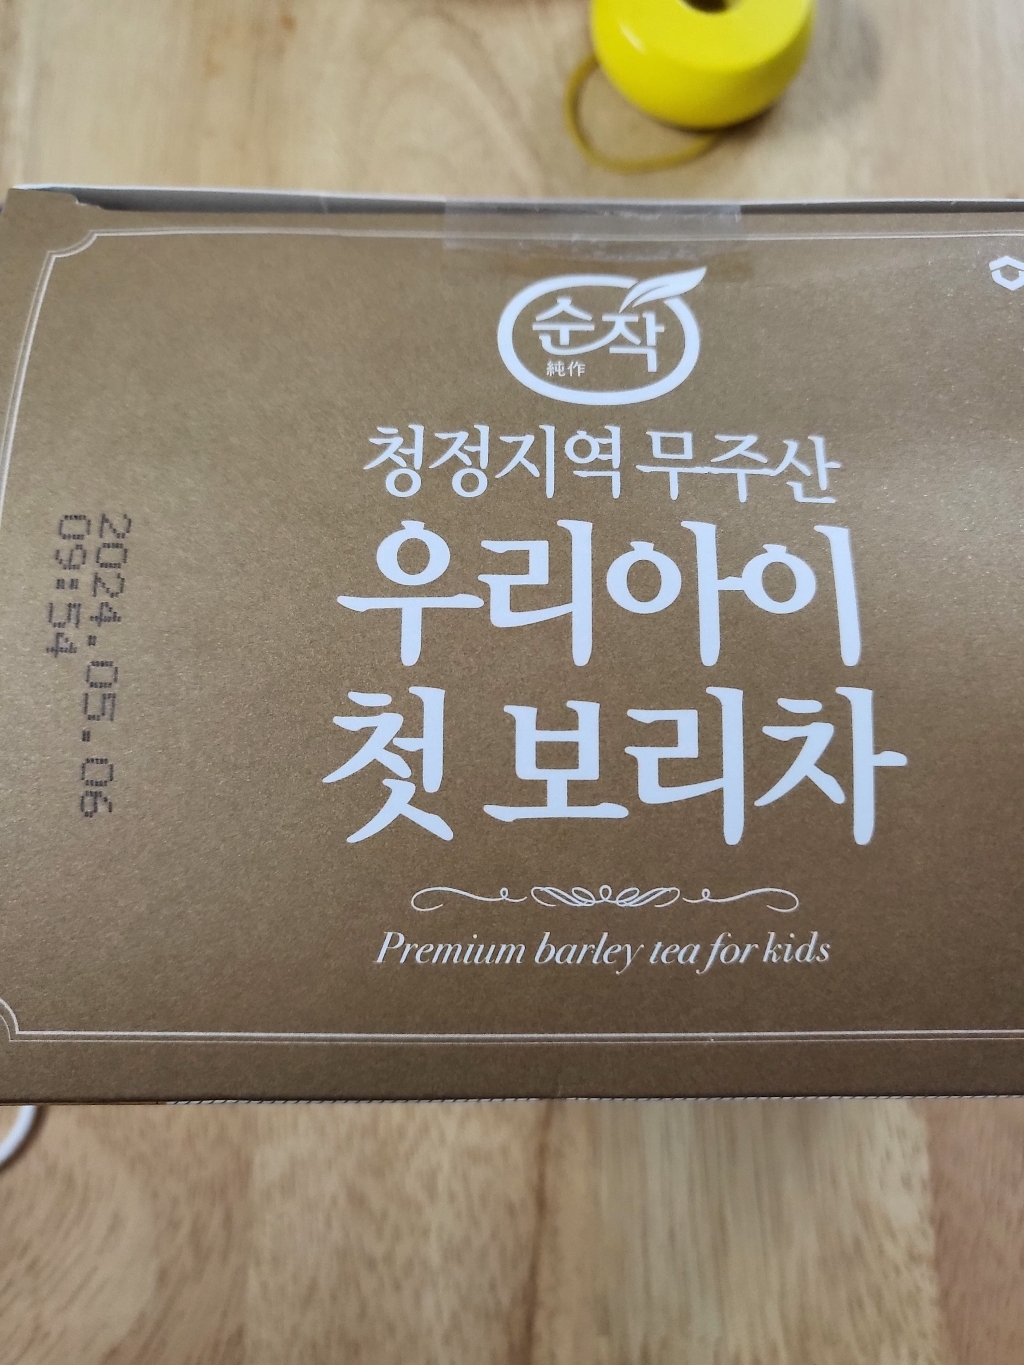 순작
純作
청정지역 무주산
우리아이
첫 보리차
Premium barley tea for kids
2024.05.06
09:54